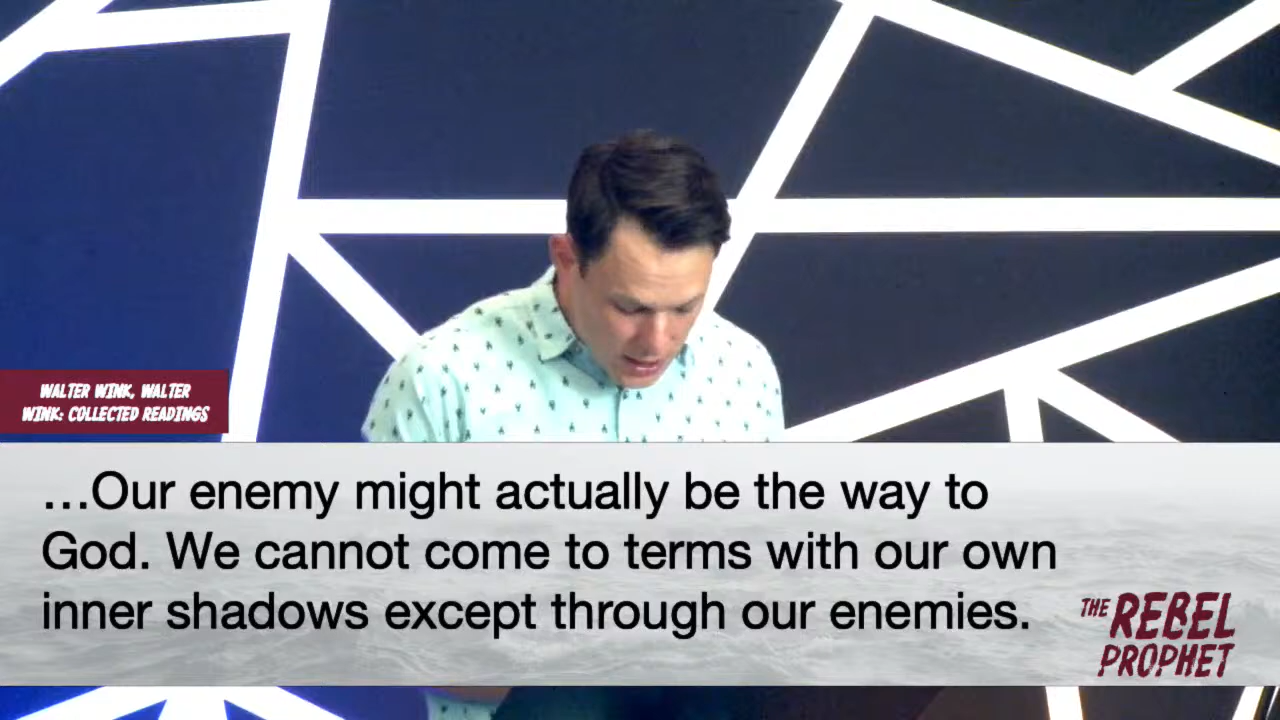 WALTER WINK, WALTER
WINK: COLLECTED READINGS
…Our enemy might actually be the way to
God. We cannot come to terms with our own
inner shadows except through our enemies.
THE REBEL
PROPHET